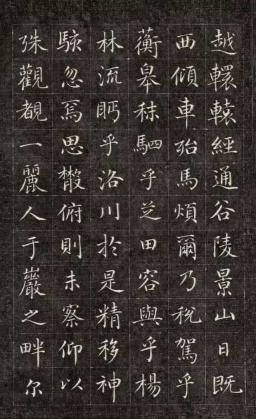 越轘轅經通谷陵景山日既
西傾車殆馬煩爾乃稅駕乎
蘅皋秣駟乎芝田容與乎楊
林流眄乎洛川於是精移神
駭忽焉思散俯則未察仰以
殊觀覩一麗人于巖之畔尓